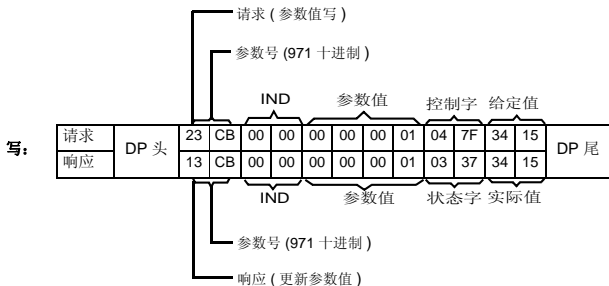 请求 ( 参数值写 )
参数号 (971 十进制 )
IND 参数值 控制字 给定值
写:
请求 DP 头 23 CB 00 00 00 00 00 01 04 7F 34 15 DP 尾
响应 13 CB 00 00 00 00 00 01 03 37 34 15
IND 参数值 状态字 实际值
参数号 (971 十进制 )
响应 ( 更新参数值 )